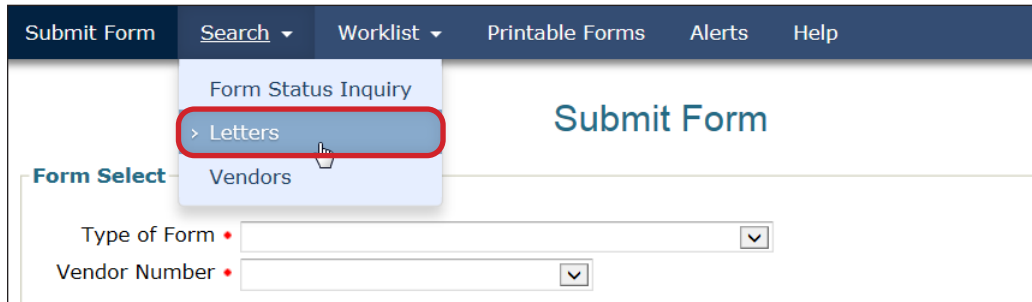 Submit Form Search Worklist Printable Forms Alerts Help
Form Status Inquiry
Letters
Vendors
Submit Form
Form Select
Type of Form
Vendor Number